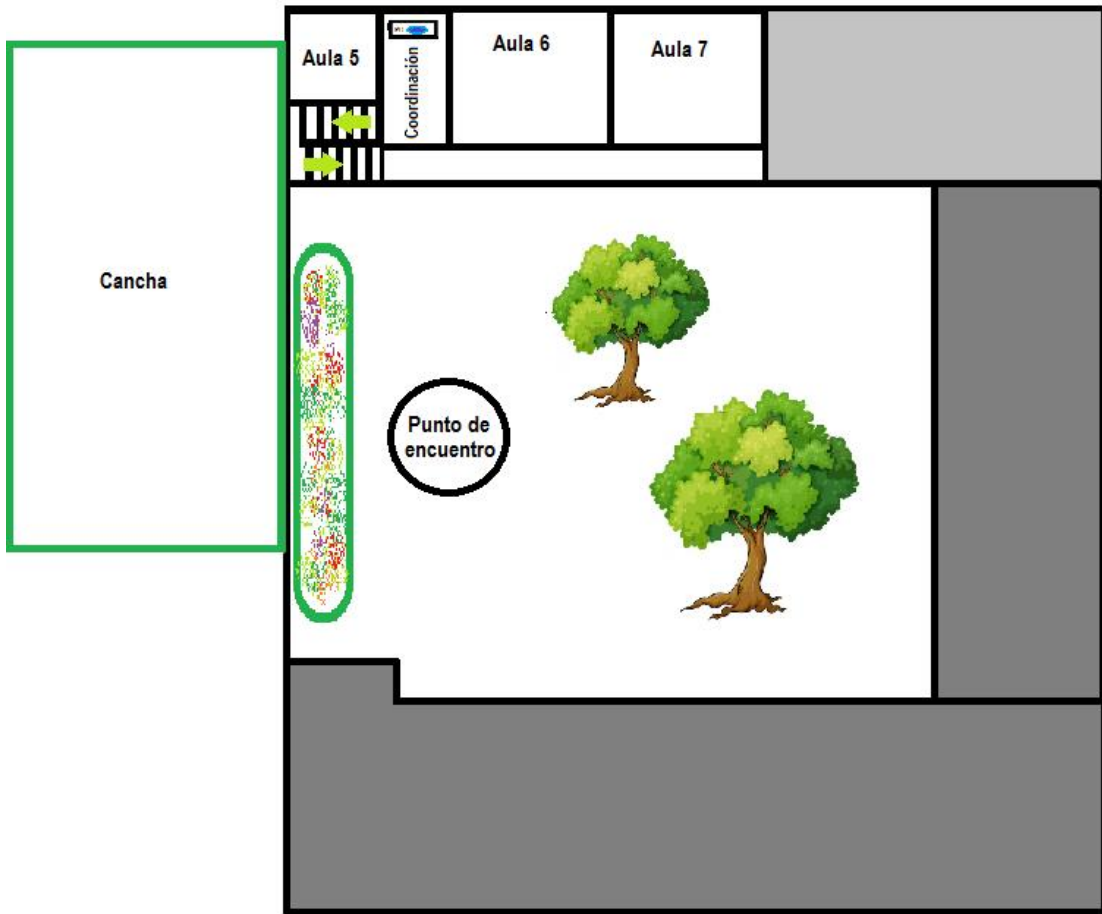 Aula 5
Coordinación
Aula 6
Aula 7
Cancha
Punto de
encuentro